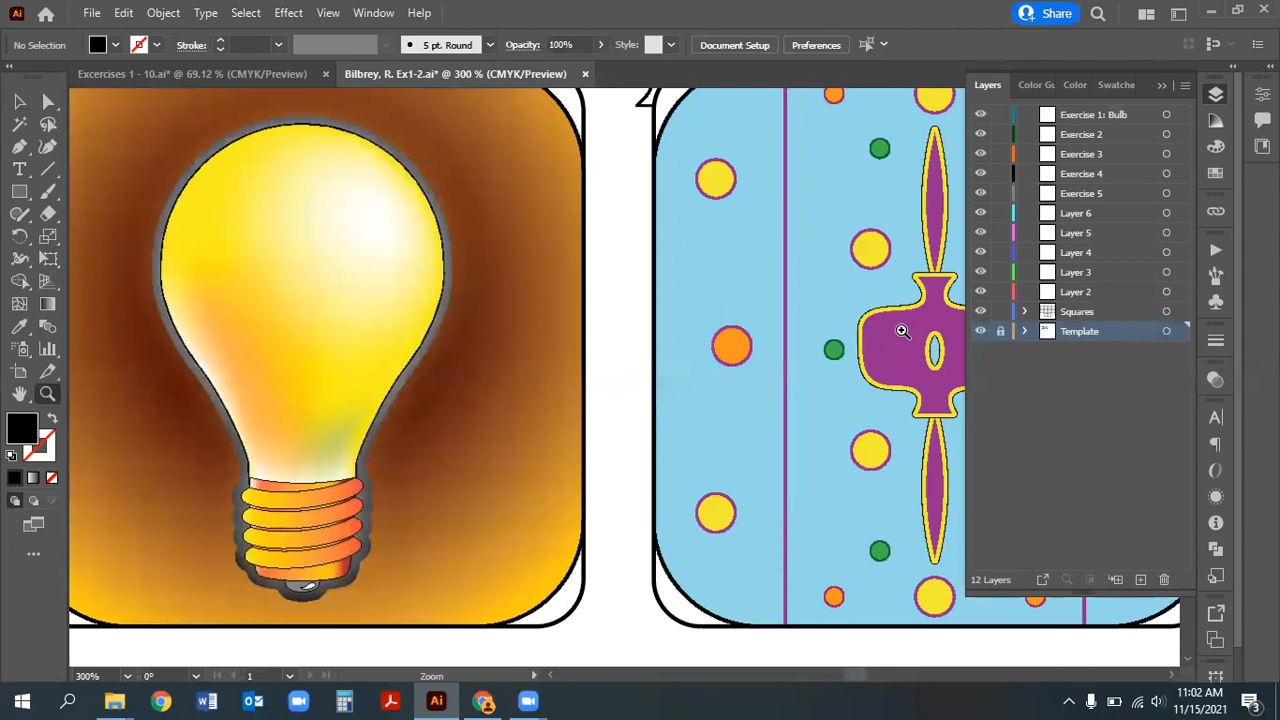 Ai File Edit Object Type Select Effect View Window Help Share
No Selection Stroke: 5 pt. Round Opacity: 100% Style: Document Setup Preferences
Excercises 1 - 10.ai* @ 69.12 % (CMYK/Preview) × Bilbrey, R. Ex1-2.ai* @ 300 % (CMYK/Preview) ×
Layers Color Gu Color Swatche
Exercise 1: Bulb
Exercise 2
Exercise 3
Exercise 4
Exercise 5
Layer 6
Layer 5
Layer 4
Layer 3
Layer 2
Squares
Template
12 Layers
300% 0° 1 Zoom
11:02 AM
11/15/2021
3